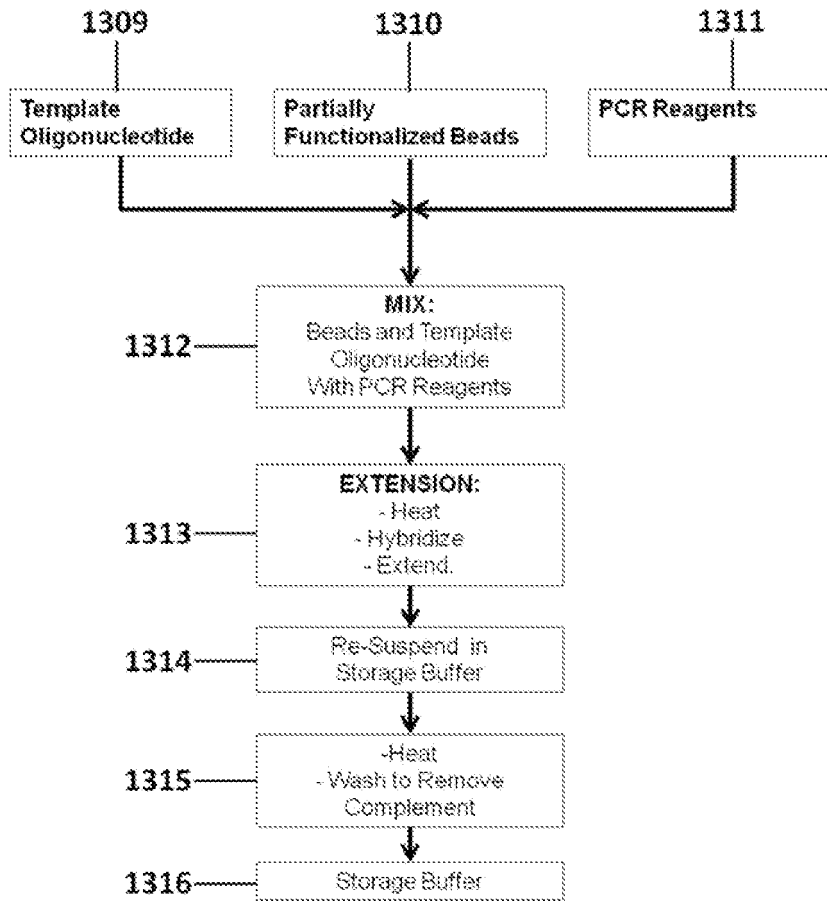 1309
1310
1311
Template
Oligonucleotide
Partially
Functionalized Beads
PCR Reagents
1312
MIX:
Beads and Template
Oligonucleotide
With PCR Reagents
1313
EXTENSION:
- Heat
- Hybridize
- Extend.
1314
Re-Suspend in
Storage Buffer
1315
-Heat
- Wash to Remove
Complement
1316
Storage Buffer